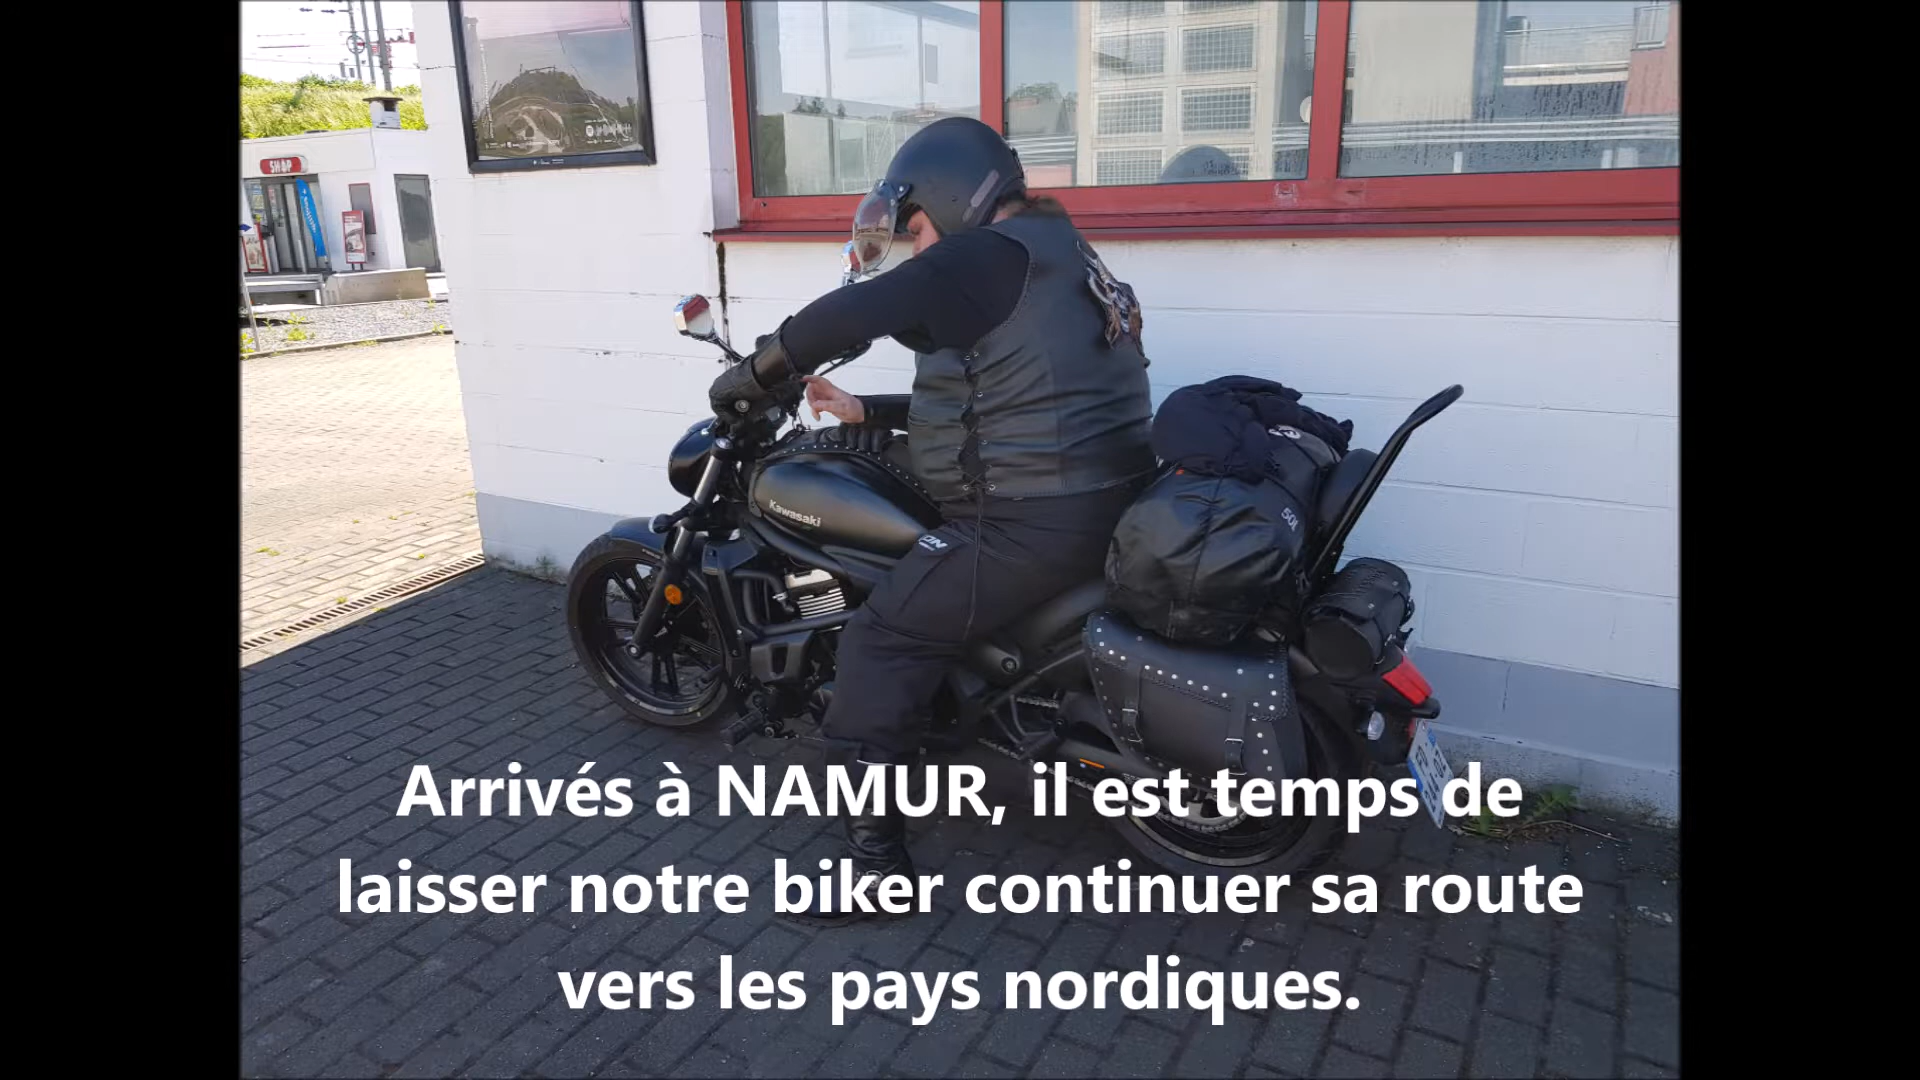 SHOP
Kawasaki
50L
Arrivés à NAMUR, il est temps de
laisser notre biker continuer sa route
vers les pays nordiques.